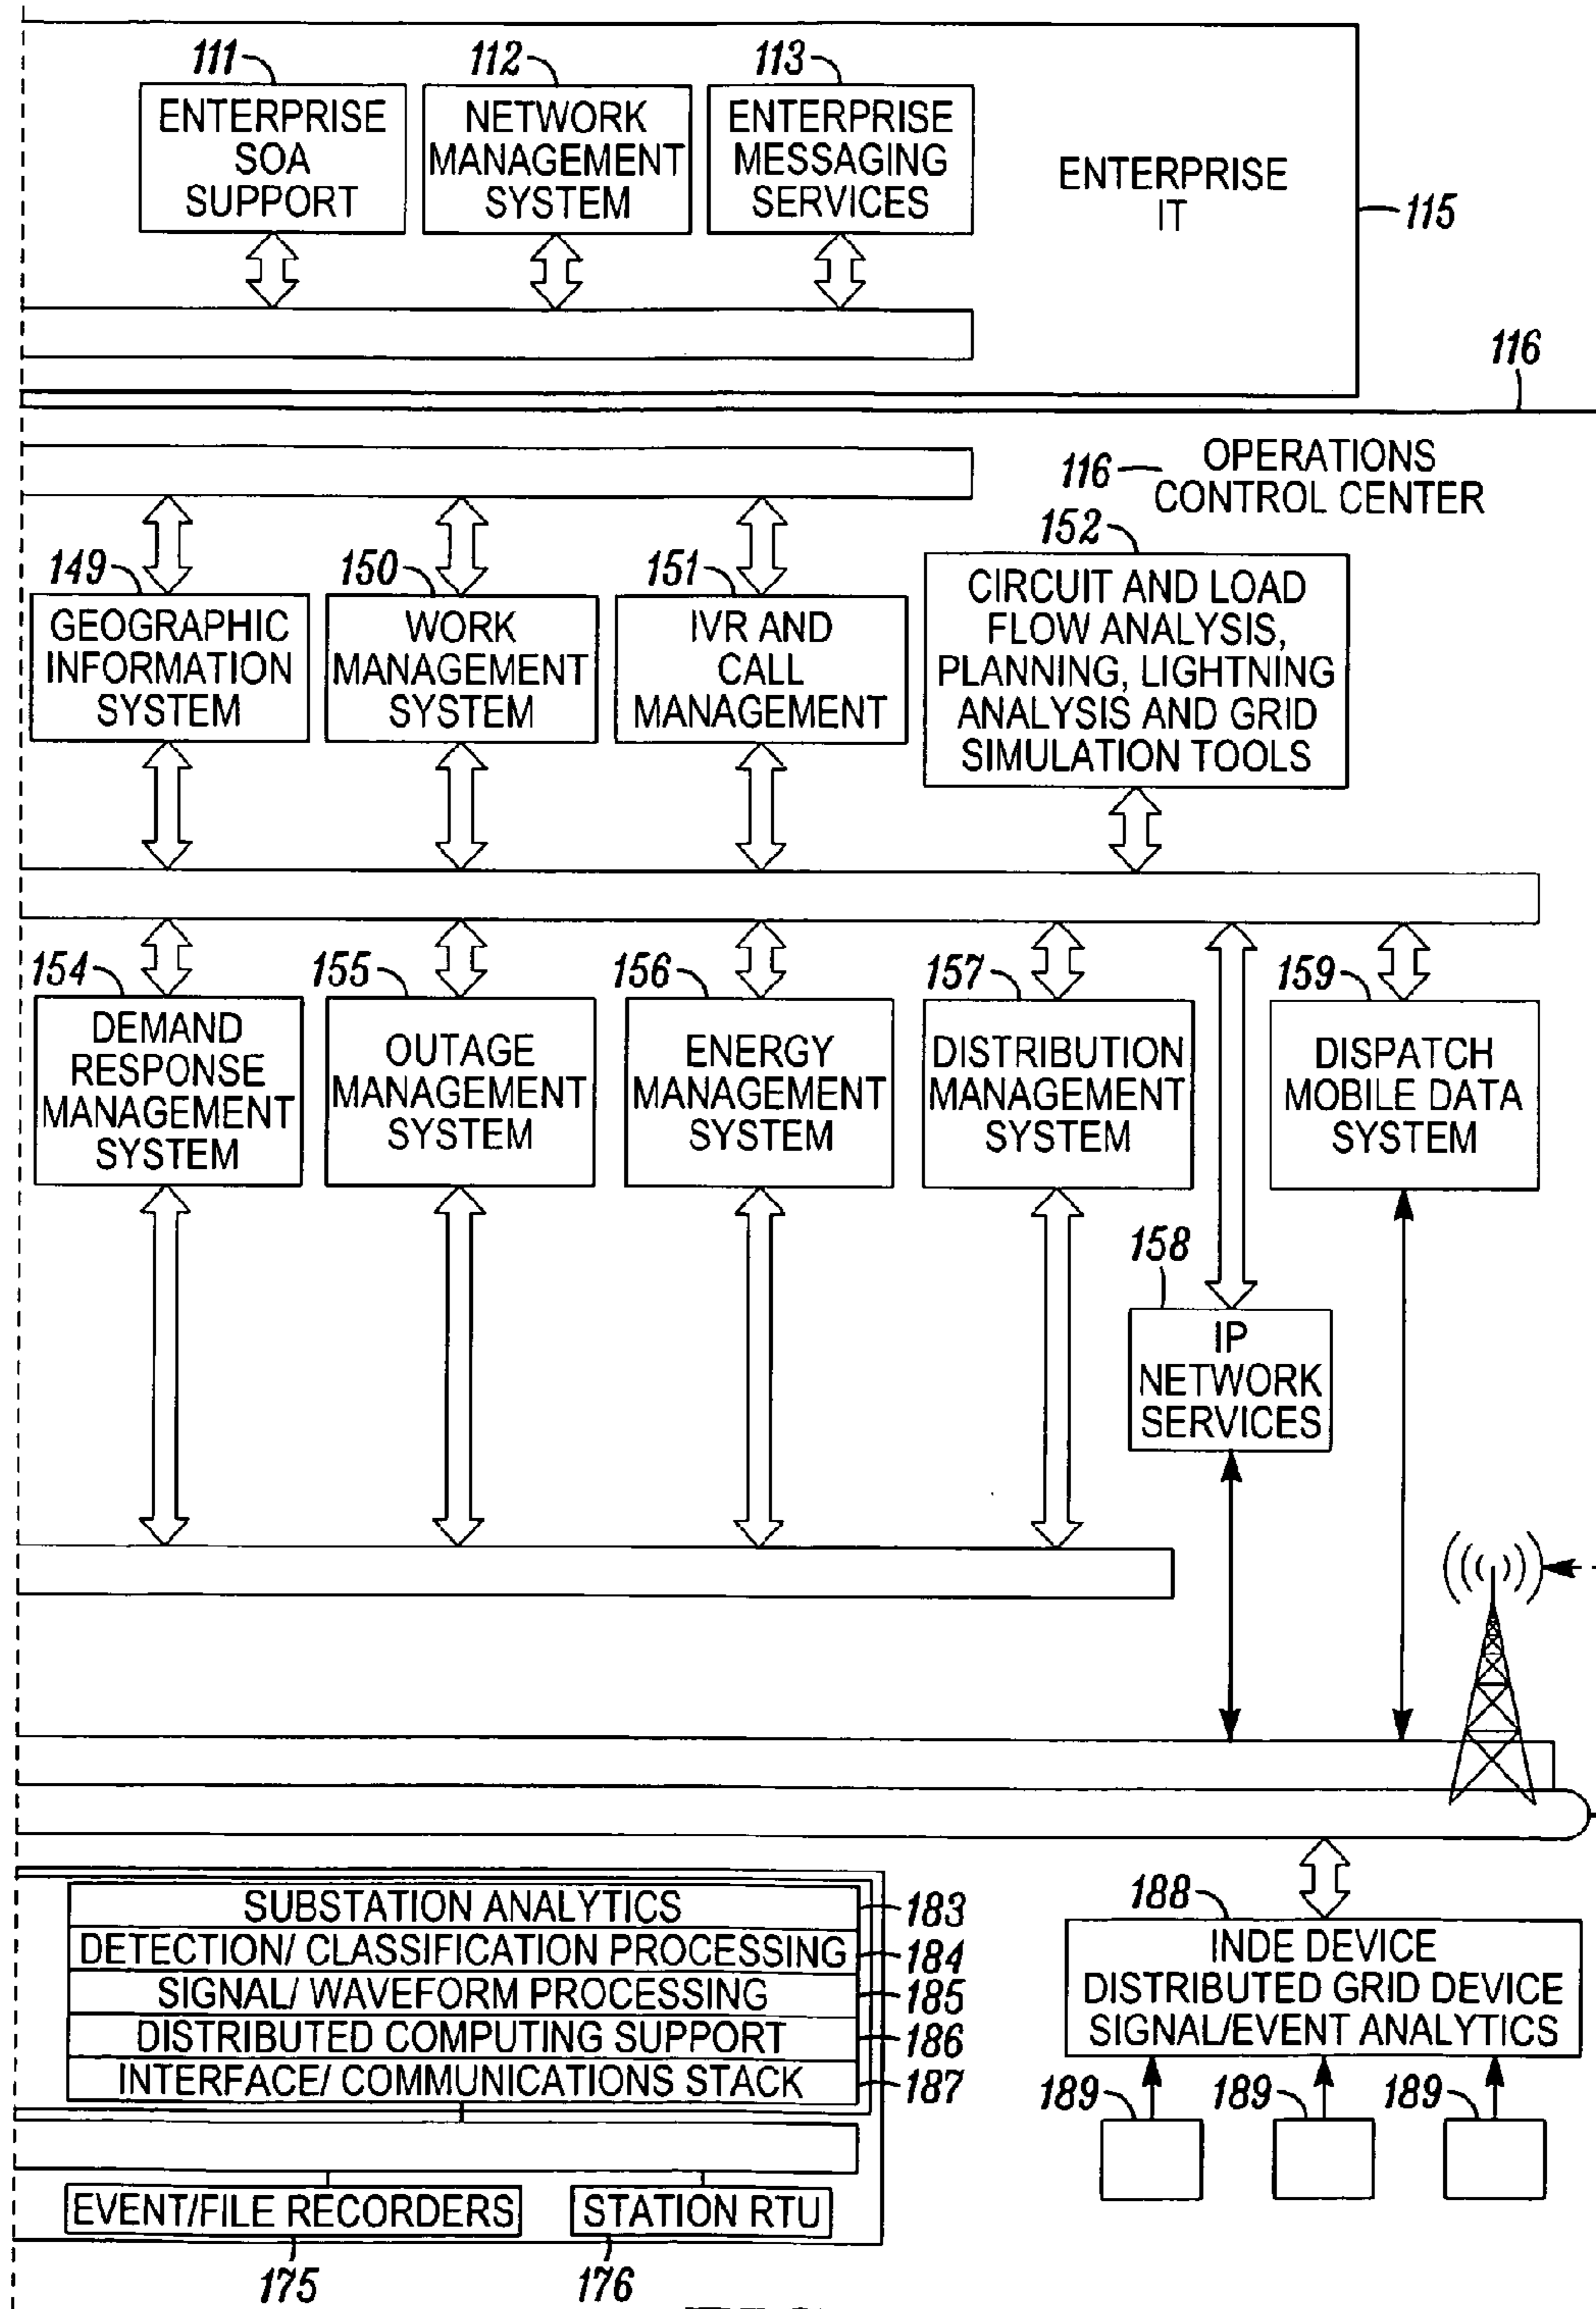 111
112
113
ENTERPRISE
SOA
SUPPORT
NETWORK
MANAGEMENT
SYSTEM
ENTERPRISE
MESSAGING
SERVICES
ENTERPRISE
IT
115
116
116
OPERATIONS
CONTROL CENTER
149
150
151
152
GEOGRAPHIC
INFORMATION
SYSTEM
WORK
MANAGEMENT
SYSTEM
IVR AND
CALL
MANAGEMENT
CIRCUIT AND LOAD
FLOW ANALYSIS,
PLANNING, LIGHTNING
ANALYSIS AND GRID
SIMULATION TOOLS
154
155
156
157
159
DEMAND
RESPONSE
MANAGEMENT
SYSTEM
OUTAGE
MANAGEMENT
SYSTEM
ENERGY
MANAGEMENT
SYSTEM
DISTRIBUTION
MANAGEMENT
SYSTEM
DISPATCH
MOBILE DATA
SYSTEM
158
IP
NETWORK
SERVICES
SUBSTATION ANALYTICS
183
DETECTION/ CLASSIFICATION PROCESSING
184
SIGNAL/ WAVEFORM PROCESSING
185
DISTRIBUTED COMPUTING SUPPORT
186
INTERFACE/ COMMUNICATIONS STACK
187
188
INDE DEVICE
DISTRIBUTED GRID DEVICE
SIGNAL/EVENT ANALYTICS
189
189
189
EVENT/FILE RECORDERS
STATION RTU
175
176